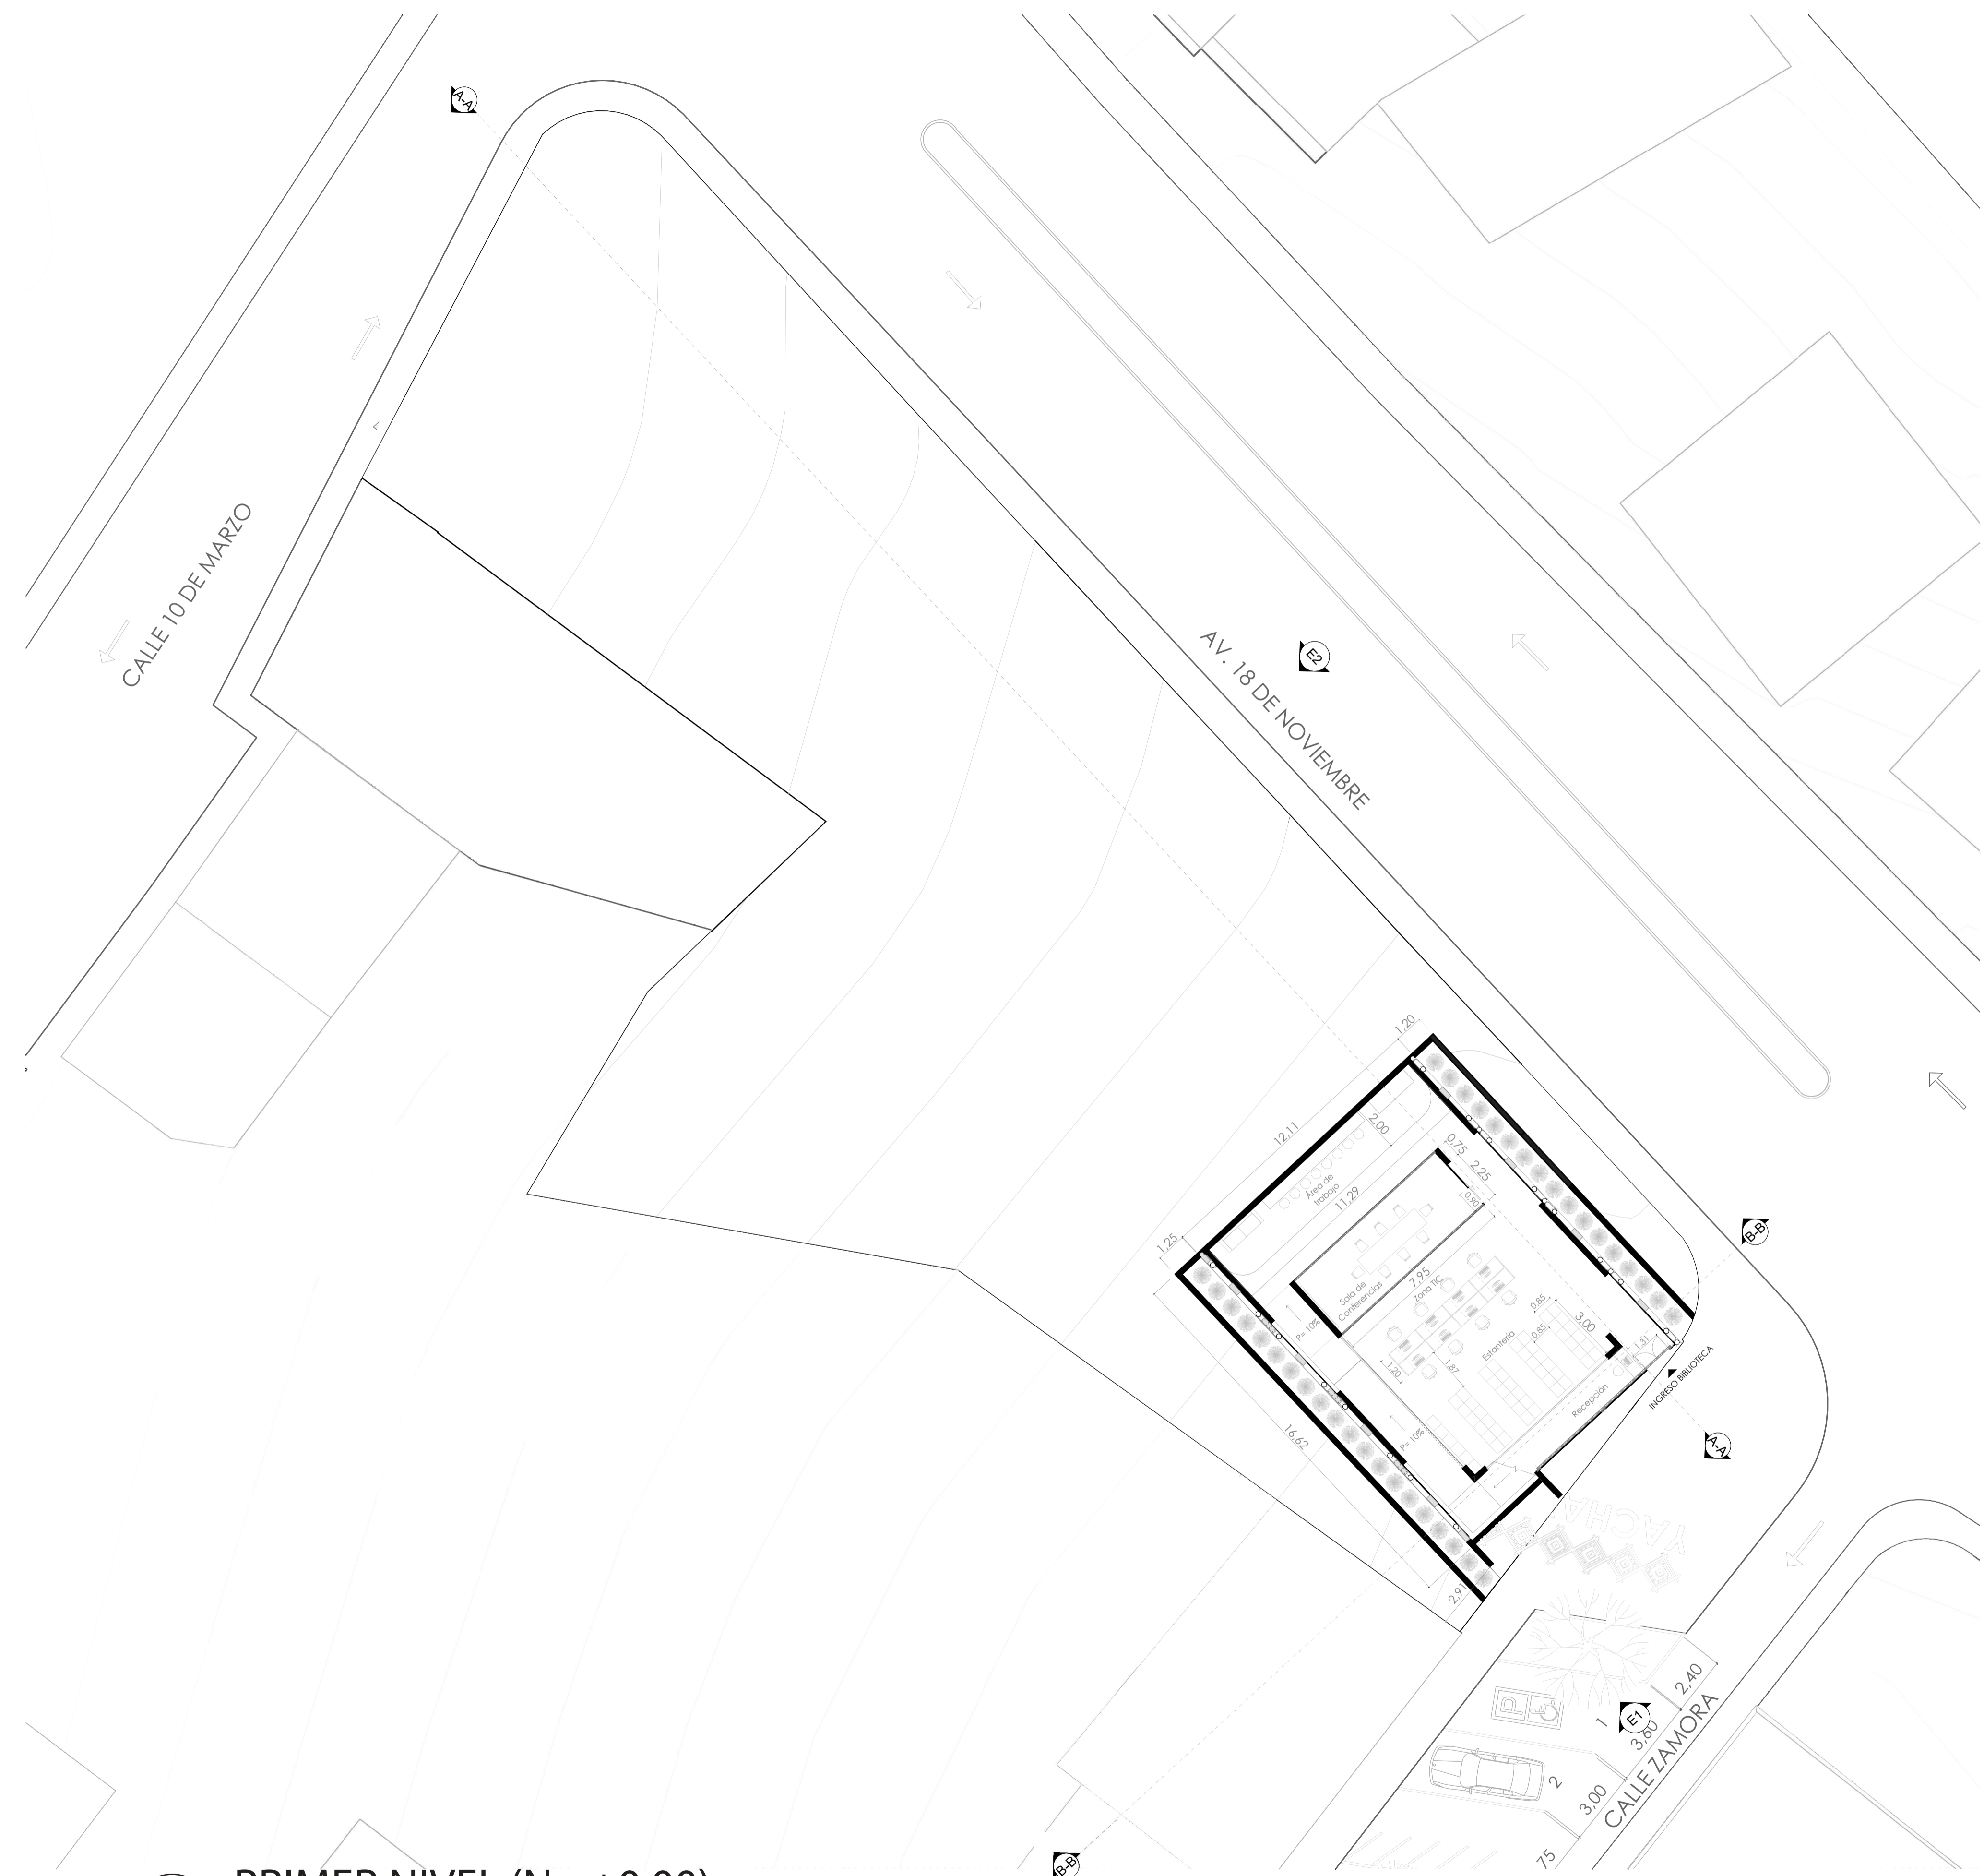 A-A
CALLE 10 DE MARZO
AV. 18 DE NOVIEMBRE
E2
1,20
12,11
2,00
0,75
2,25
0,90
Área de
trabajo
11,29
1,25
Sala de
Conferencias
7,95
Zona TIC
P= 10%
0,85
0,85
3,00
Estantería
1,31
1,20
1,87
P= 10%
Recepción
INGRESO BIBLIOTECA
16,62
2,91
B-B
A-A
YACHA
2,40
1
E1
3,60
2
3,00
CALLE ZAMORA
75
B-B